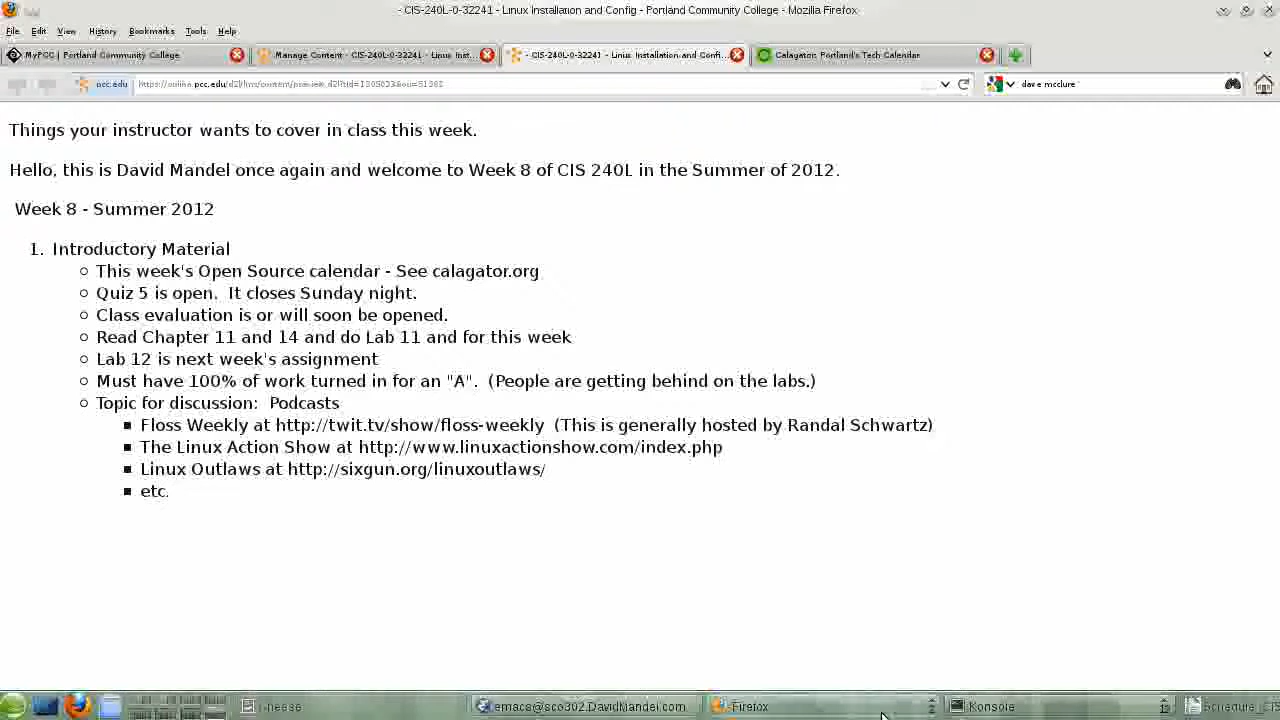 - CIS-240L-0-32241 - Linux Installation and Config - Portland Community College - Mozilla Firefox
File Edit View History Bookmarks Tools Help
MyPCC | Portland Community College
Manage Content - CIS-240L-0-32241 - Linux Inst...
- CIS-240L-0-32241 - Linux Installation and Confi...
Calagator: Portland's Tech Calendar
pcc.edu
dave mcclure
Things your instructor wants to cover in class this week.
Hello, this is David Mandel once again and welcome to Week 8 of CIS 240L in the Summer of 2012.
Week 8 - Summer 2012
1. Introductory Material
This week's Open Source calendar - See calagator.org
Quiz 5 is open.  It closes Sunday night.
Class evaluation is or will soon be opened.
Read Chapter 11 and 14 and do Lab 11 and for this week
Lab 12 is next week's assignment
Must have 100% of work turned in for an "A".  (People are getting behind on the labs.)
Topic for discussion:  Podcasts
Floss Weekly at http://twit.tv/show/floss-weekly  (This is generally hosted by Randal Schwartz)
The Linux Action Show at http://www.linuxactionshow.com/index.php
Linux Outlaws at http://sixgun.org/linuxoutlaws/
etc.
Firefox
Konsole